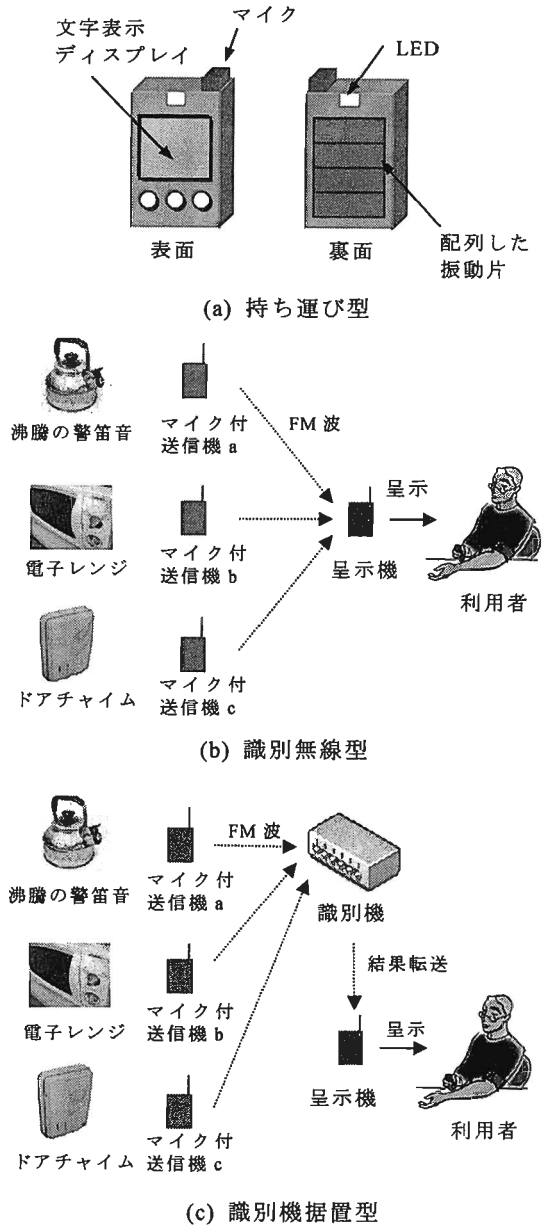 文字表示
ディスプレイ
マイク
LED
表面
裏面
配列した
振動片
(a) 持ち運び型
沸騰の警笛音
マイク付
送信機 a
FM 波
電子レンジ
マイク付
送信機 b
呈示機
呈示
利用者
ドアチャイム
マイク付
送信機 c
(b) 識別無線型
沸騰の警笛音
マイク付
送信機 a
FM 波
識別機
電子レンジ
マイク付
送信機 b
結果転送
呈示機
呈示
利用者
ドアチャイム
マイク付
送信機 c
(c) 識別機据置型